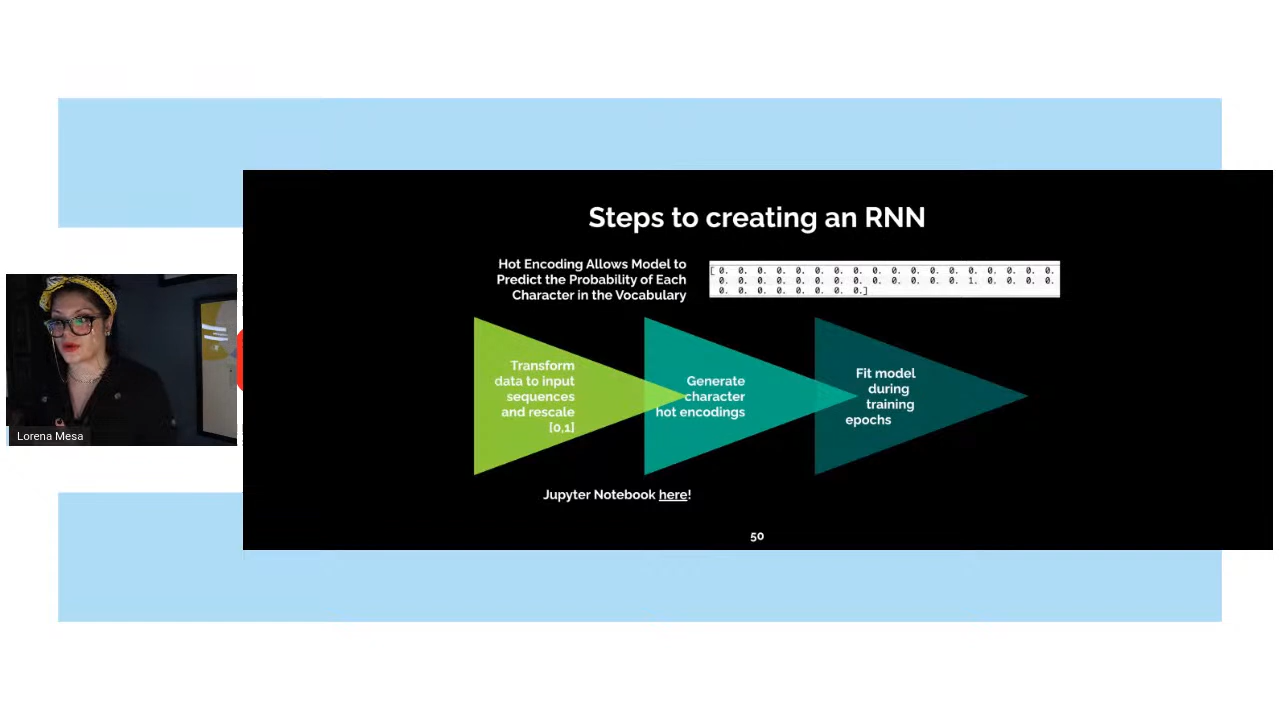 Steps to creating an RNN
Hot Encoding Allows Model to
Predict the Probability of Each
Character in the Vocabulary
[ 0. 0. 0. 0. 0. 0. 0. 0. 0. 0. 0. 0. 0. 0. 0. 0. 0. 0.
0. 0. 0. 0. 0. 0. 0. 0. 0. 0. 0. 0. 0. 1. 0. 0. 0. 0.
0. 0. 0. 0. 0. 0. 0. 0.]
Transform
data to input
sequences
and rescale
[0,1]
Generate
character
hot encodings
Fit model
during
training
epochs
Lorena Mesa
Jupyter Notebook here!
50